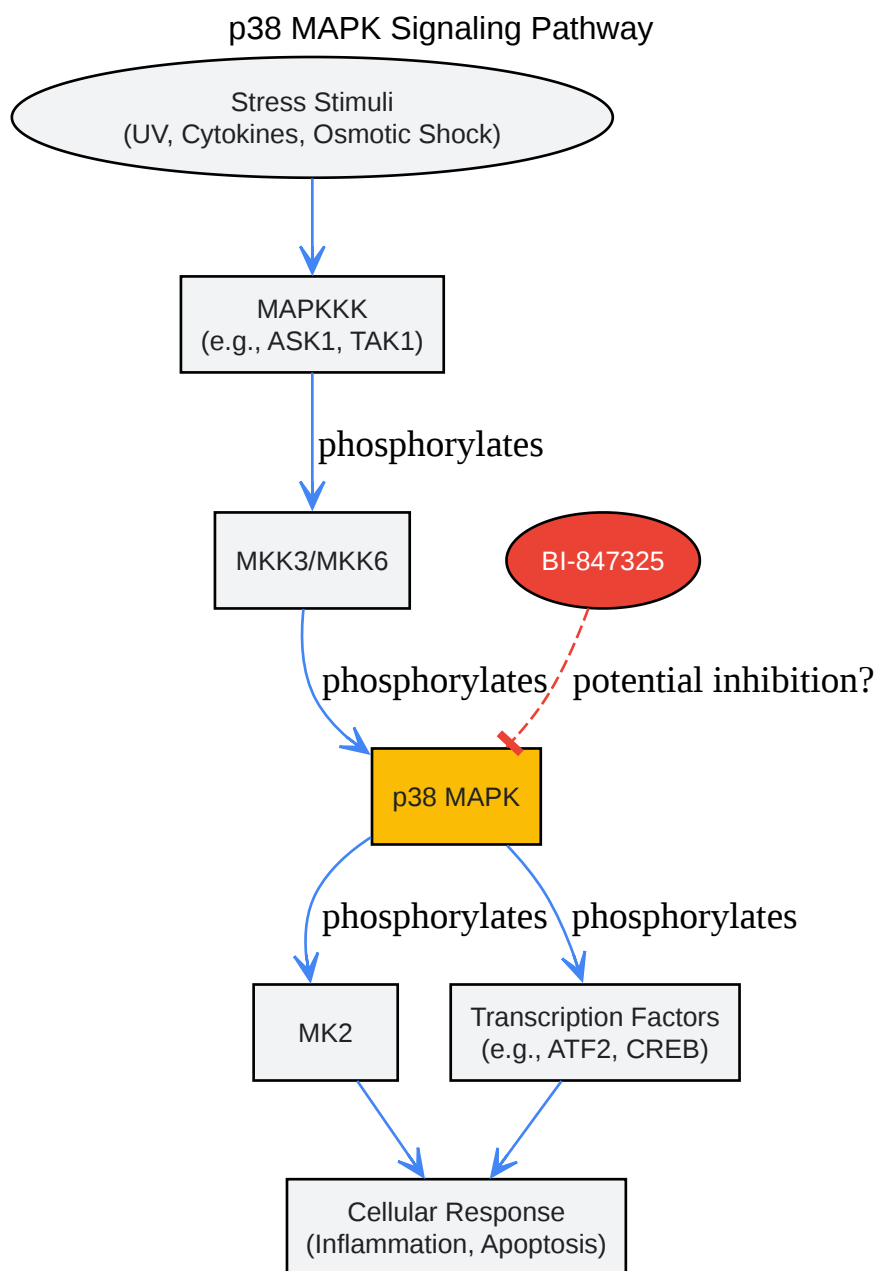 p38 MAPK Signaling Pathway
Stress Stimuli
(UV, Cytokines, Osmotic Shock)
MAPKKK
(e.g., ASK1, TAK1)
phosphorylates
MKK3/MKK6
BI-847325
phosphorylates
potential inhibition?
p38 MAPK
phosphorylates
phosphorylates
MK2
Transcription Factors
(e.g., ATF2, CREB)
Cellular Response
(Inflammation, Apoptosis)